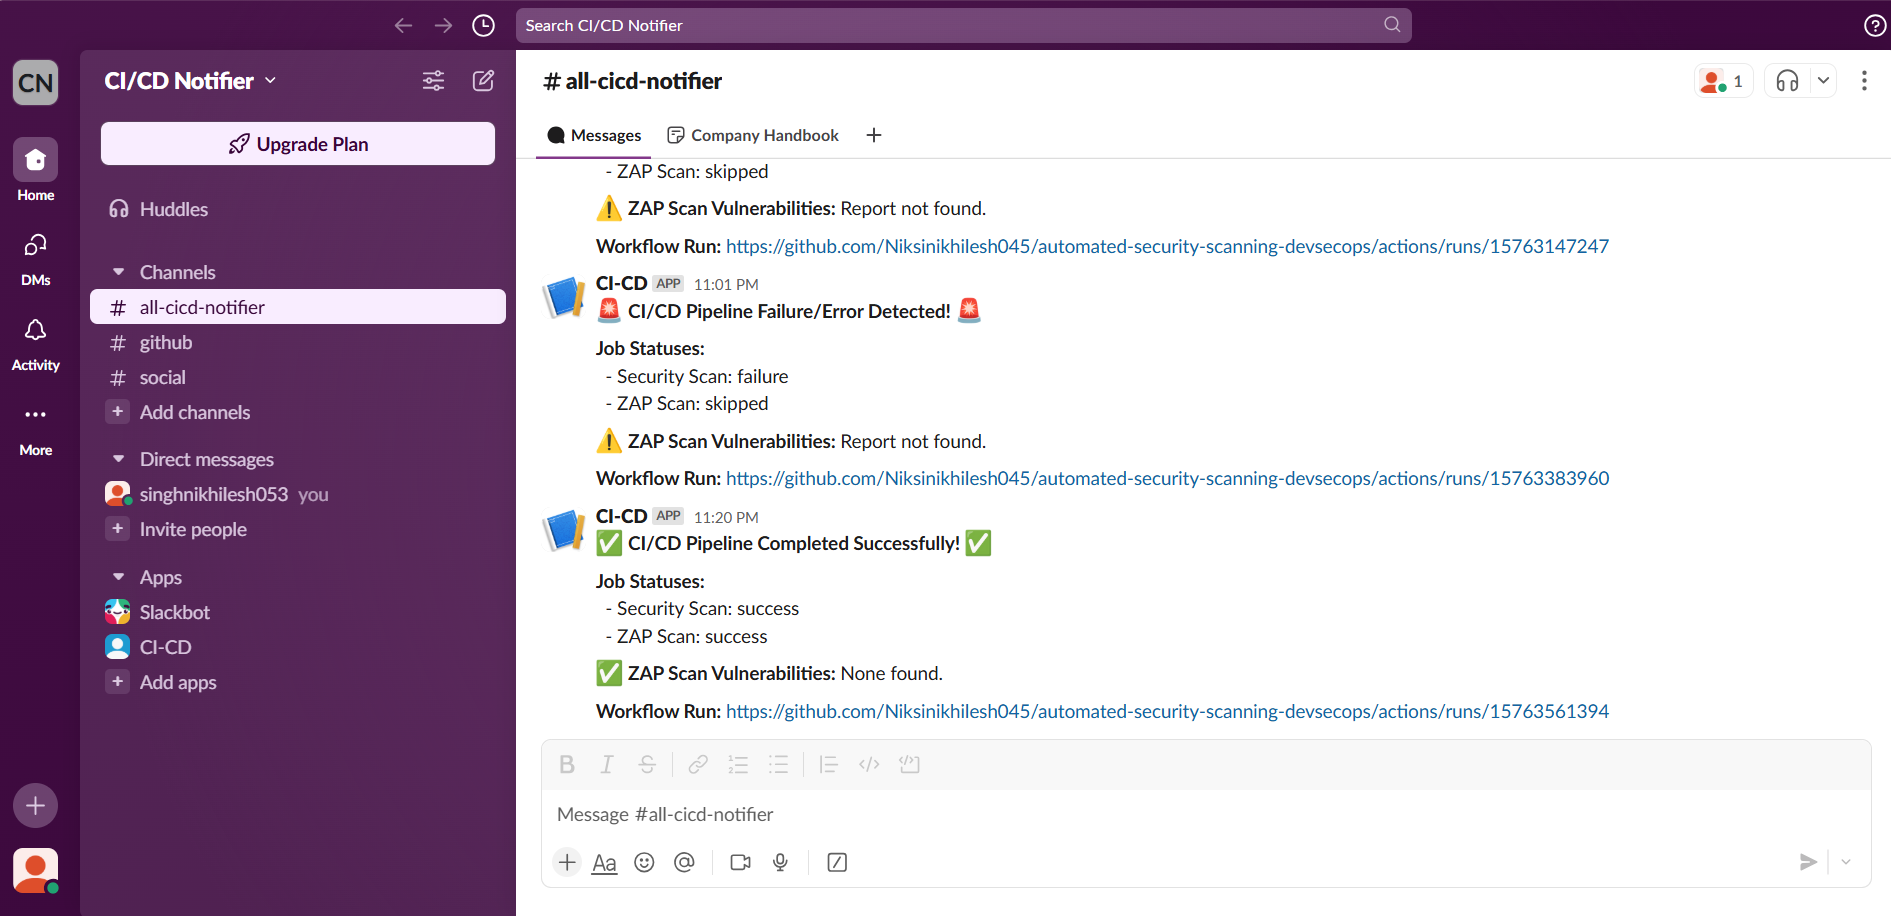 Search CI/CD Notifier
CN
Home
DMs
Activity
More
CI/CD Notifier
Upgrade Plan
Huddles
Channels
# all-cicd-notifier
# github
# social
+ Add channels
Direct messages
singhnikhilesh053 you
+ Invite people
Apps
Slackbot
CI-CD
+ Add apps
# all-cicd-notifier
1
Messages
Company Handbook
- ZAP Scan: skipped
ZAP Scan Vulnerabilities: Report not found.
Workflow Run: https://github.com/Niksinikhilesh045/automated-security-scanning-devsecops/actions/runs/15763147247
CI-CD APP 11:01 PM
CI/CD Pipeline Failure/Error Detected!
Job Statuses:
- Security Scan: failure
- ZAP Scan: skipped
ZAP Scan Vulnerabilities: Report not found.
Workflow Run: https://github.com/Niksinikhilesh045/automated-security-scanning-devsecops/actions/runs/15763383960
CI-CD APP 11:20 PM
CI/CD Pipeline Completed Successfully!
Job Statuses:
- Security Scan: success
- ZAP Scan: success
ZAP Scan Vulnerabilities: None found.
Workflow Run: https://github.com/Niksinikhilesh045/automated-security-scanning-devsecops/actions/runs/15763561394
Message #all-cicd-notifier
Aa